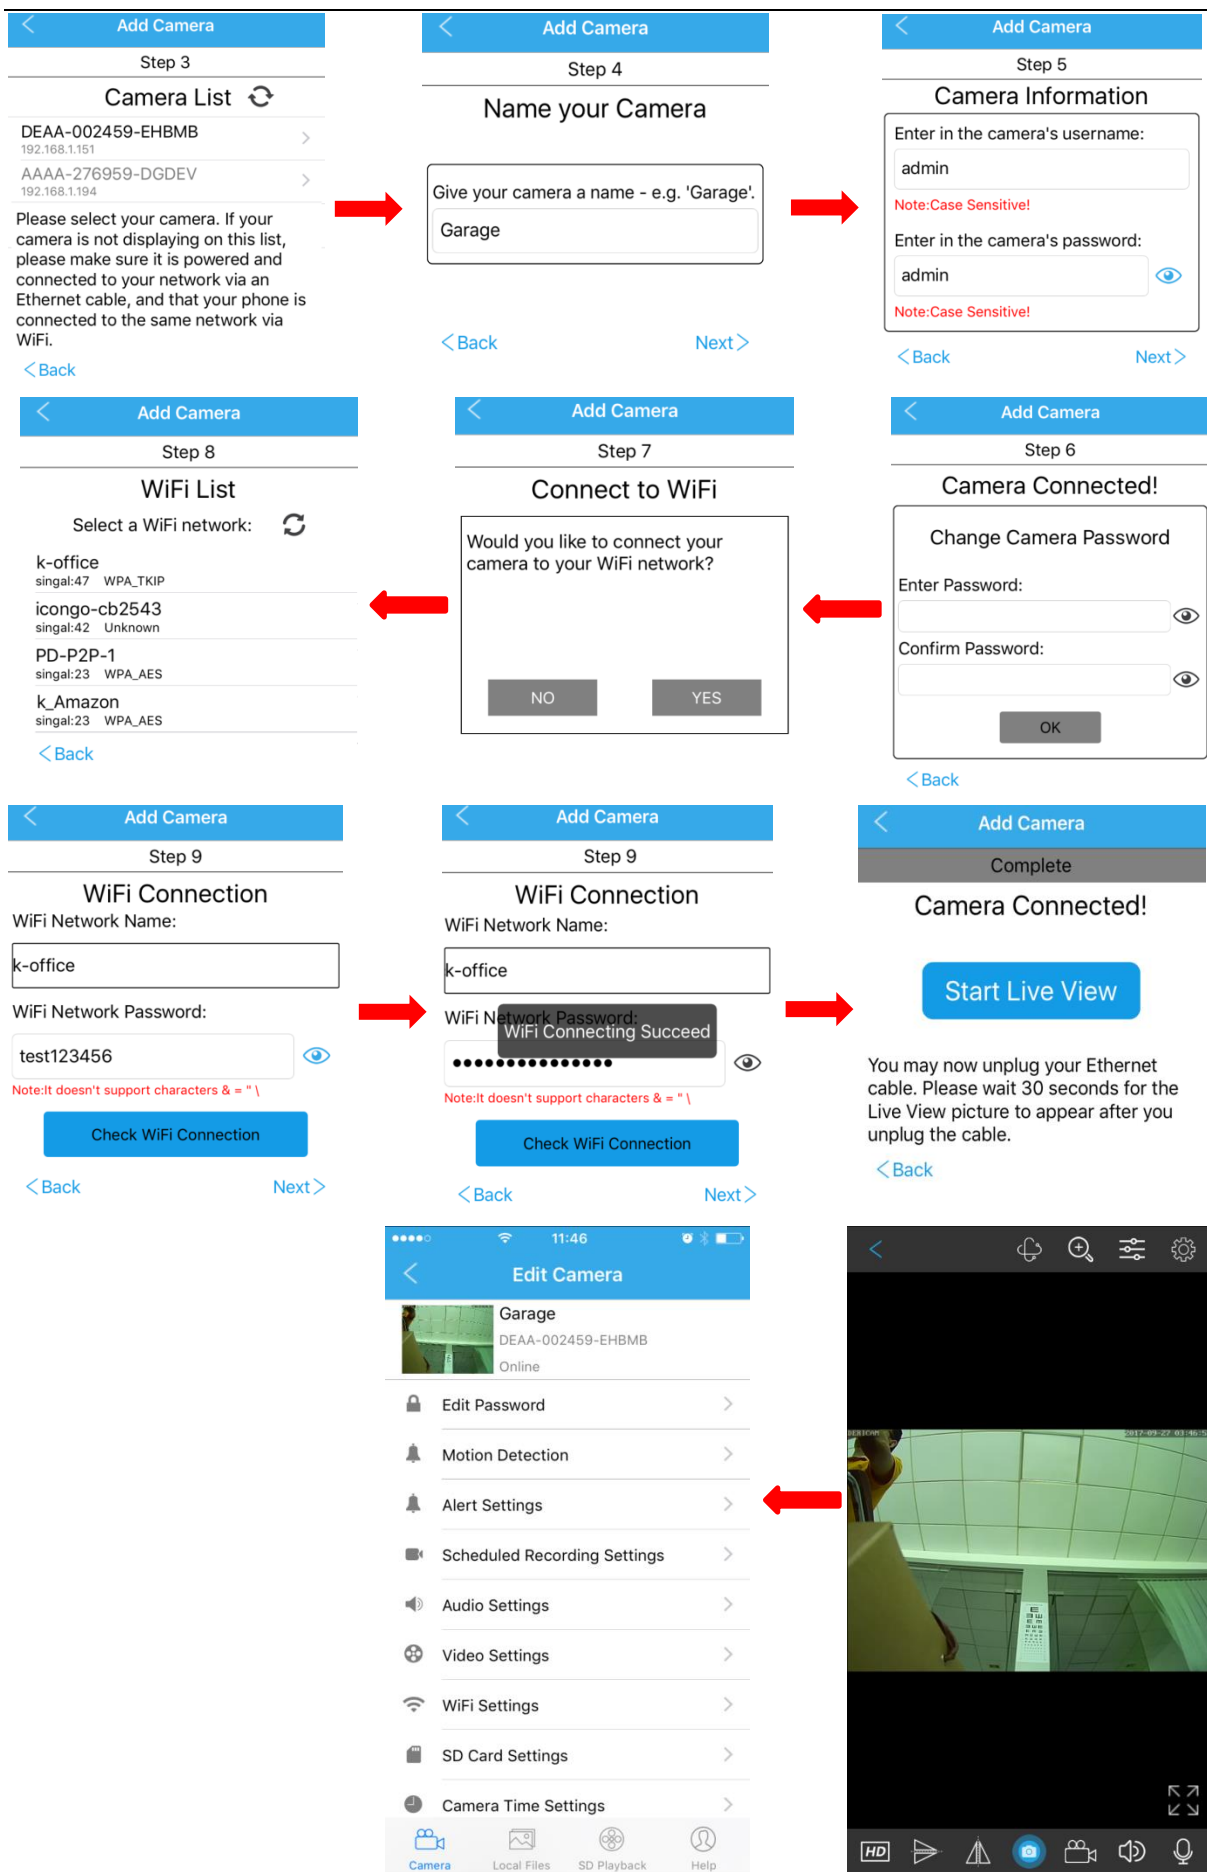 Add Camera
Step 3
Camera List
DEAA-002459-EHBMB
192.168.1.151
AAAA-276959-DGDEV
192.168.1.194
Please select your camera. If your
camera is not displaying on this list,
please make sure it is powered and
connected to your network via an
Ethernet cable, and that your phone is
connected to the same network via
WiFi.
<Back
Add Camera
Step 4
Name your Camera
Give your camera a name - e.g. 'Garage'.
Garage
<Back Next>
Add Camera
Step 5
Camera Information
Enter in the camera's username:
admin
Note:Case Sensitive!
Enter in the camera's password:
admin
Note:Case Sensitive!
<Back Next>
Add Camera
Step 8
WiFi List
Select a WiFi network:
k-office
singal:47 WPA_TKIP
icongo-cb2543
singal:42 Unknown
PD-P2P-1
singal:23 WPA_AES
k_Amazon
singal:23 WPA_AES
<Back
Add Camera
Step 7
Connect to WiFi
Would you like to connect your
camera to your WiFi network?
NO YES
Add Camera
Step 6
Camera Connected!
Change Camera Password
Enter Password:
Confirm Password:
OK
<Back
Add Camera
Step 9
WiFi Connection
WiFi Network Name:
k-office
WiFi Network Password:
test123456
Note:It doesn't support characters & = " \
Check WiFi Connection
<Back Next>
Add Camera
Step 9
WiFi Connection
WiFi Network Name:
k-office
WiFi Network Password:
WiFi Connecting Succeed
Note:It doesn't support characters & = " \
Check WiFi Connection
<Back Next>
Add Camera
Complete
Camera Connected!
Start Live View
You may now unplug your Ethernet
cable. Please wait 30 seconds for the
Live View picture to appear after you
unplug the cable.
<Back
11:46
Edit Camera
Garage
DEAA-002459-EHBMB
Online
Edit Password
Motion Detection
Alert Settings
Scheduled Recording Settings
Audio Settings
Video Settings
WiFi Settings
SD Card Settings
Camera Time Settings
Camera Local Files SD Playback Help
2017-09-27 03:46:5
HD